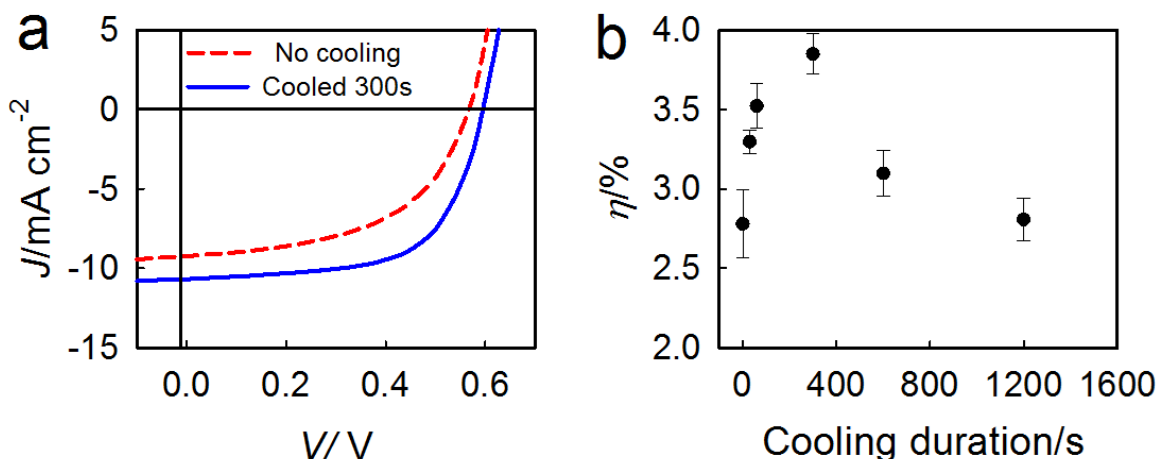 a
5
0
-5
-10
-15
J/mA cm-2
No cooling
Cooled 300s
0.0 0.2 0.4 0.6
V/ V
b
4.0
3.5
3.0
2.5
2.0
η/%
0 400 800 1200 1600
Cooling duration/s